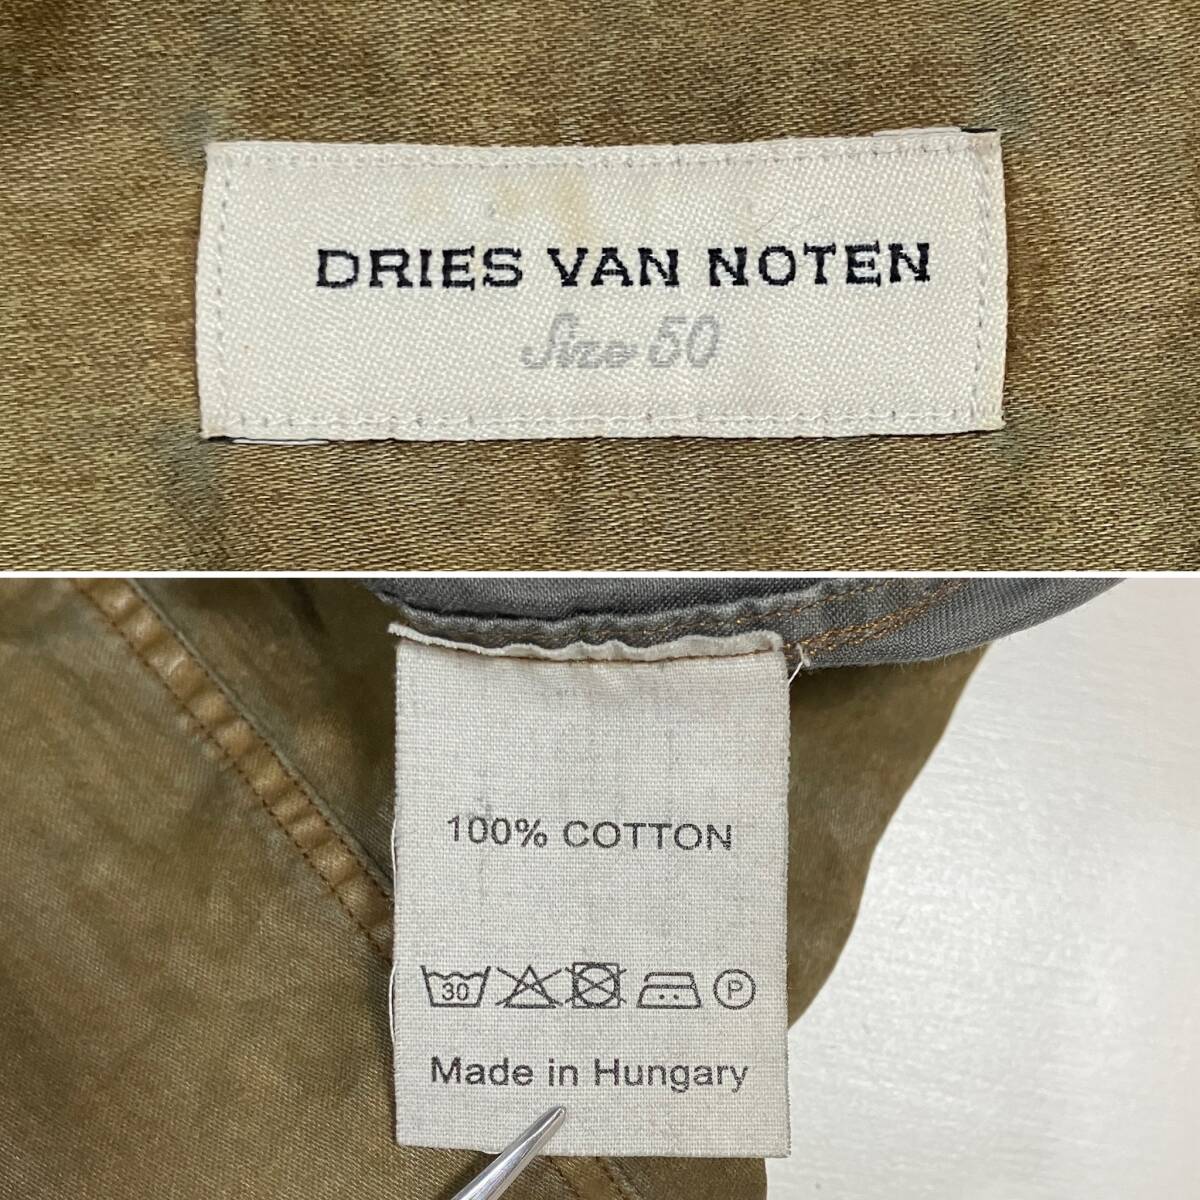 DRIES VAN NOTEN
Size 50
100% COTTON
30 P
Made in Hungary